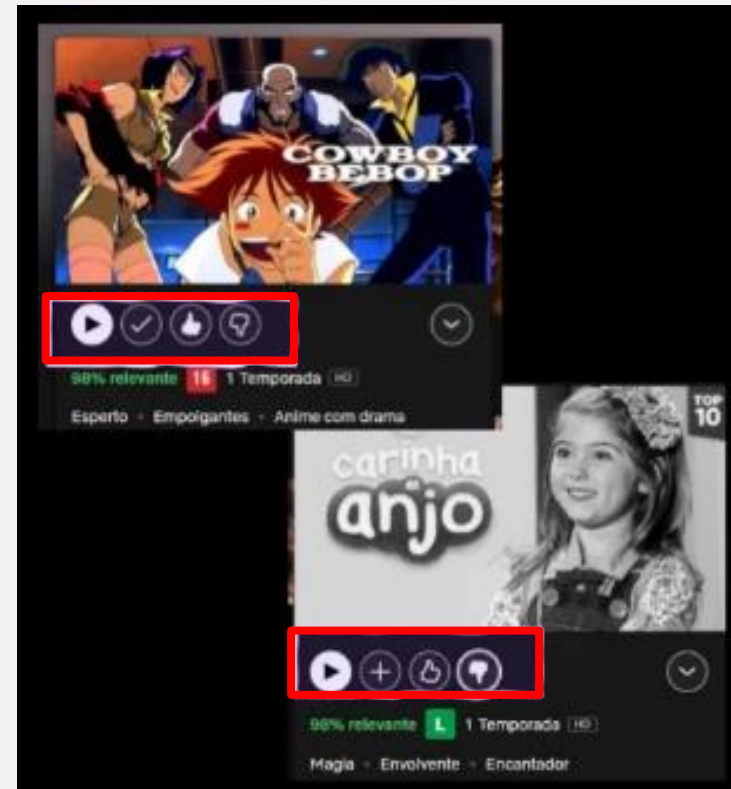 COWBOY
BEBOP
98% relevante 16 1 Temporada HD
Esperto Empolgantes Anime com drama
TOP
10
carinha
de
anjo
98% relevante L 1 Temporada HD
Magia Envolvente Encantador